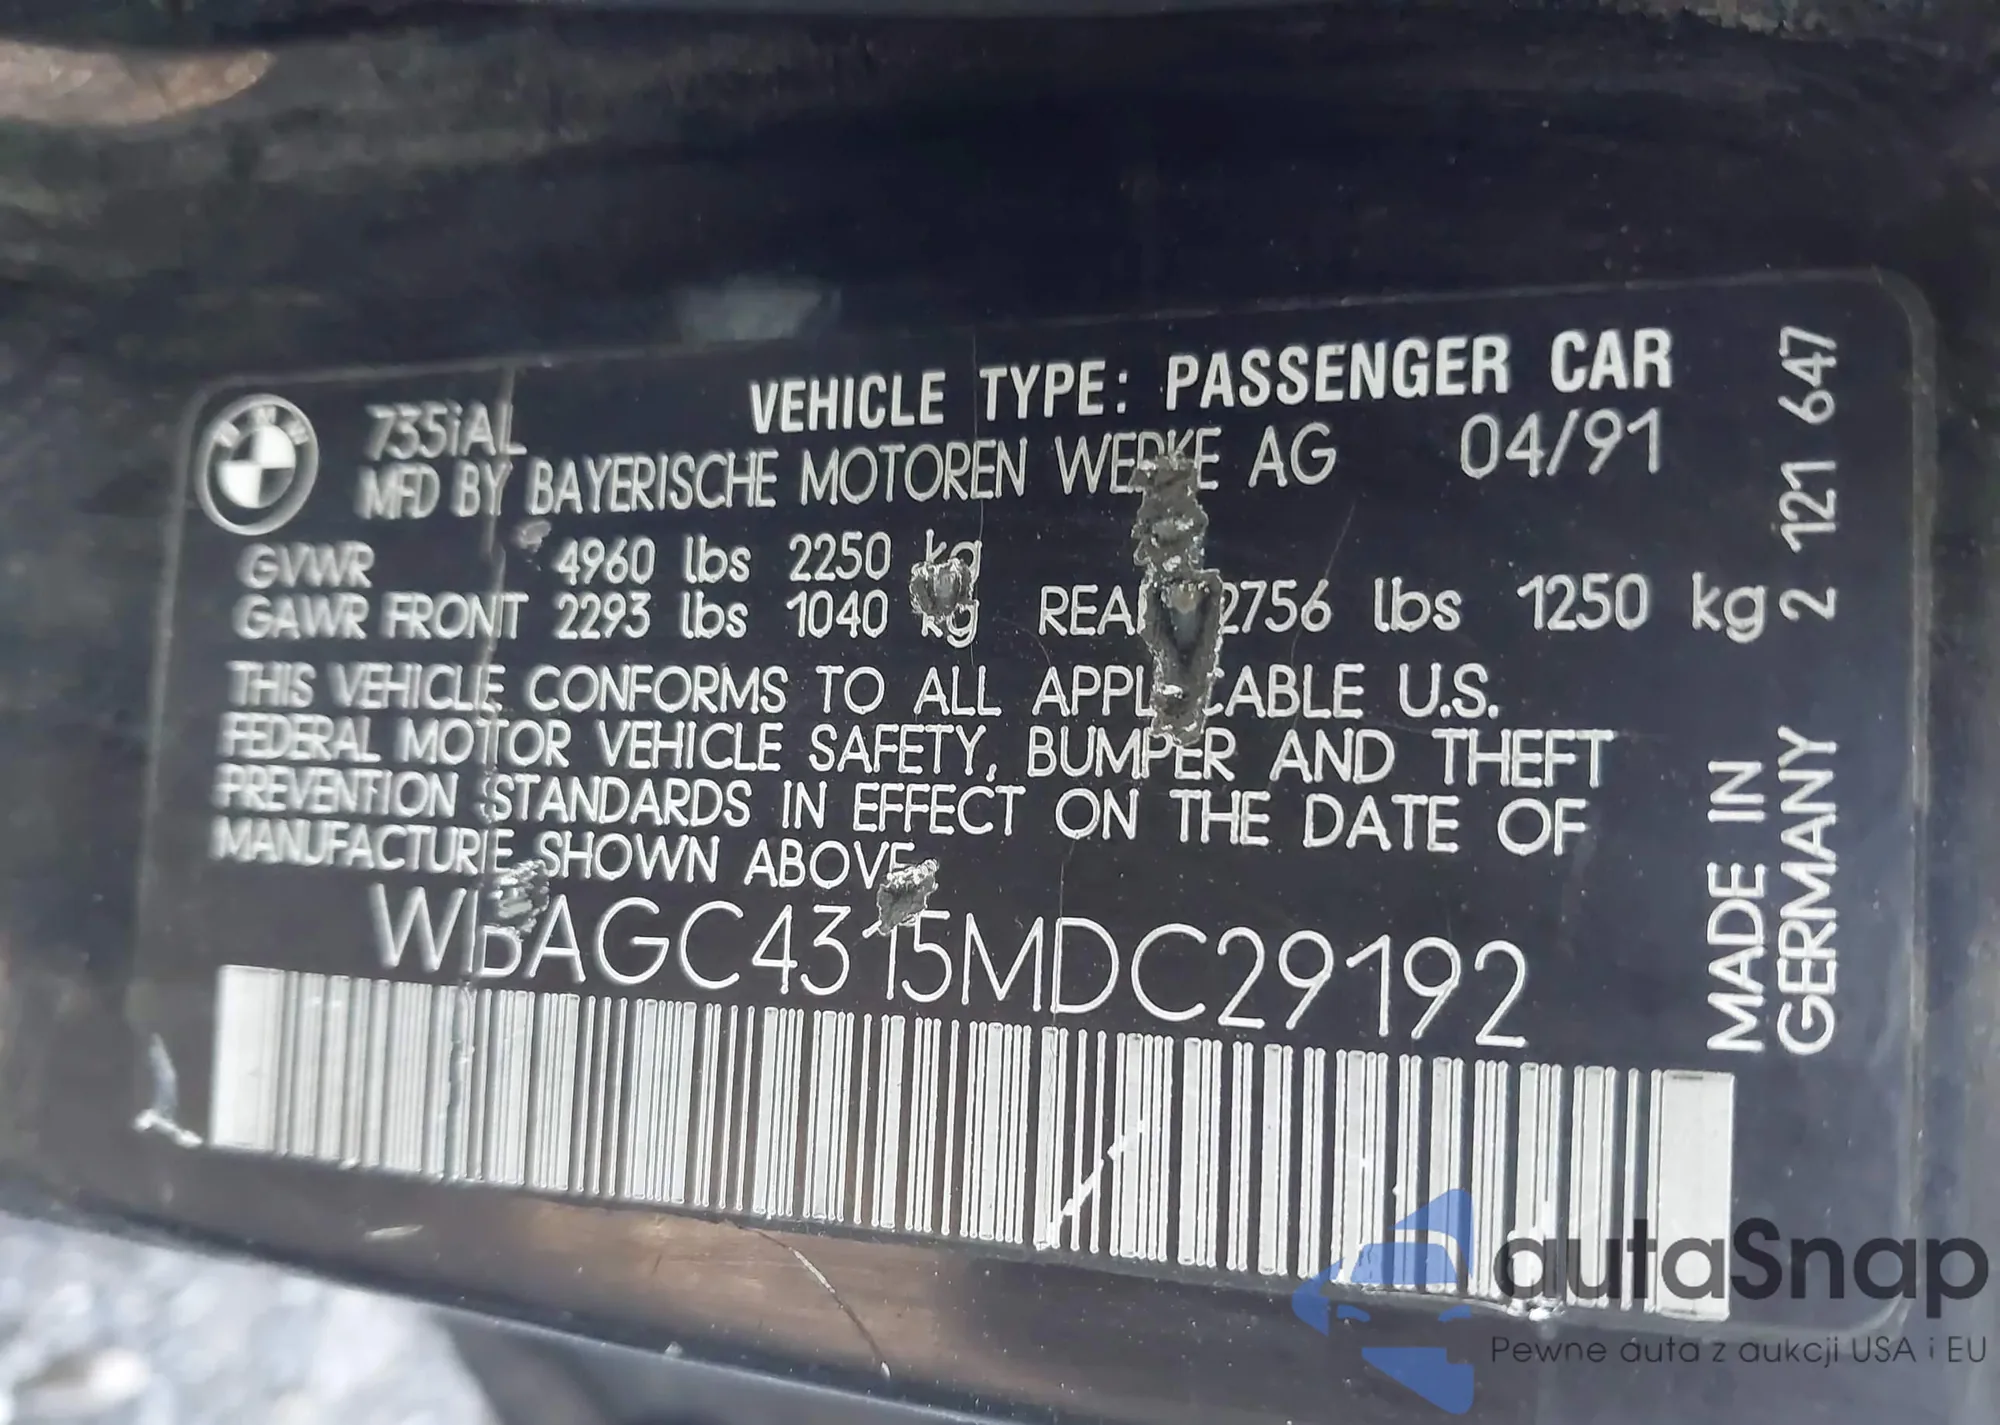 BMW
735iAL
VEHICLE TYPE: PASSENGER CAR
MFD BY BAYERISCHE MOTOREN WERKE AG 04/91
GVWR 4960 lbs 2250 kg
GAWR FRONT 2293 lbs 1040 kg REAR 2756 lbs 1250 kg
THIS VEHICLE CONFORMS TO ALL APPLICABLE U.S.
FEDERAL MOTOR VEHICLE SAFETY, BUMPER AND THEFT
PREVENTION STANDARDS IN EFFECT ON THE DATE OF
MANUFACTURE SHOWN ABOVE
WBAGC4315MDC29192
2 121 647
MADE IN
GERMANY
autaSnap
Pewne auta z aukcji USA i EU